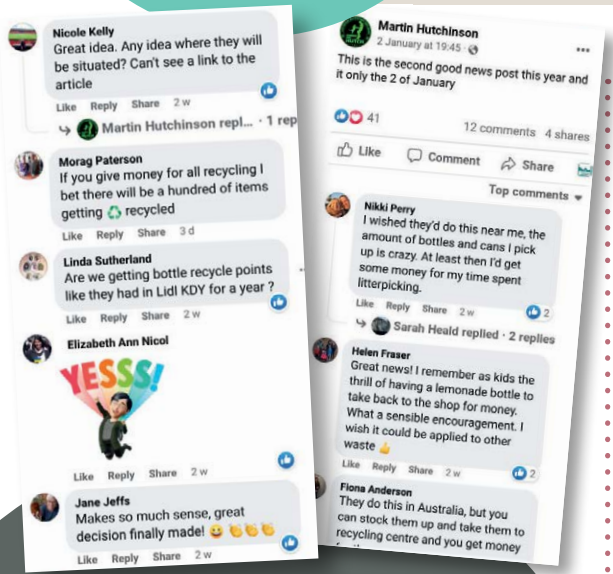 Nicole Kelly
Great idea. Any idea where they will
be situated? Can't see a link to the
article
Like Reply Share 2 w
Martin Hutchinson repl... · 1 rep
Morag Paterson
If you give money for all recycling I
bet there will be a hundred of items
getting ♻ recycled
Like Reply Share 3 d
Linda Sutherland
Are we getting bottle recycle points
like they had in Lidl KDY for a year ?
Like Reply Share 2 w
Elizabeth Ann Nicol
YESSS!
Like Reply Share 2 w
Jane Jeffs
Makes so much sense, great
decision finally made! 😀 👏👏👏
Like Reply Share 2 w
Martin Hutchinson
2 January at 19:45 ·
This is the second good news post this year and
it only the 2 of January
41
12 comments 4 shares
Like Comment Share
Top comments
Nikki Perry
I wished they'd do this near me, the
amount of bottles and cans I pick
up is crazy. At least then I'd get
some money for my time spent
litterpicking.
Like Reply Share 2 w 2
Sarah Heald replied · 2 replies
Helen Fraser
Great news! I remember as kids the
thrill of having a lemonade bottle to
take back to the shop for money.
What a sensible encouragement. I
wish it could be applied to other
waste 👍
Like Reply Share 2 w 2
Fiona Anderson
They do this in Australia, but you
can stock them up and take them to
recycling centre and you get money